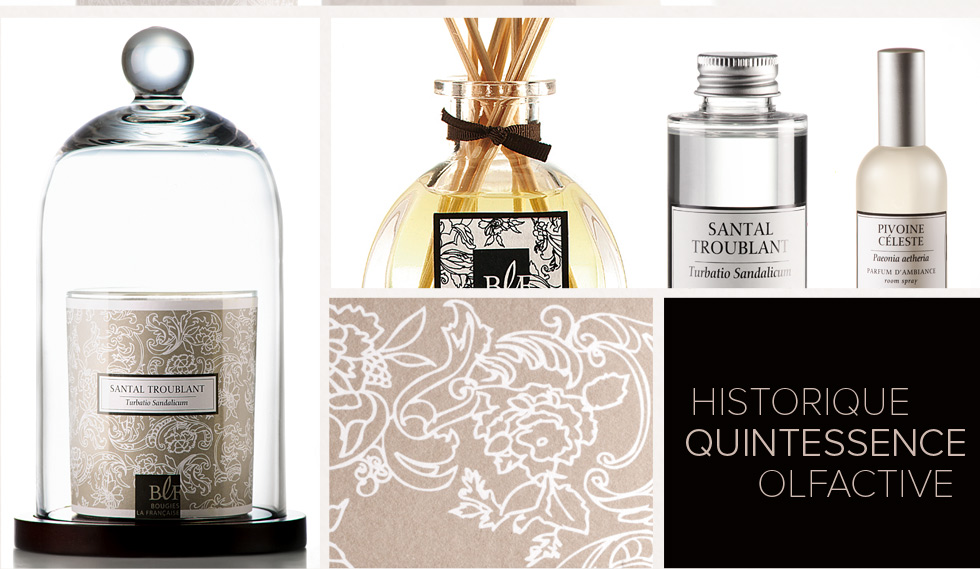 SANTAL TROUBLANT
Turbatio Sandalicum
BLF
BOUGIES
LA FRANÇAISE
BLF
SANTAL
TROUBLANT
Turbatio Sandalicum
PIVOINE
CÉLESTE
Paeonia aetheria
PARFUM D'AMBIANCE
room spray
HISTORIQUE
QUINTESSENCE
OLFACTIVE